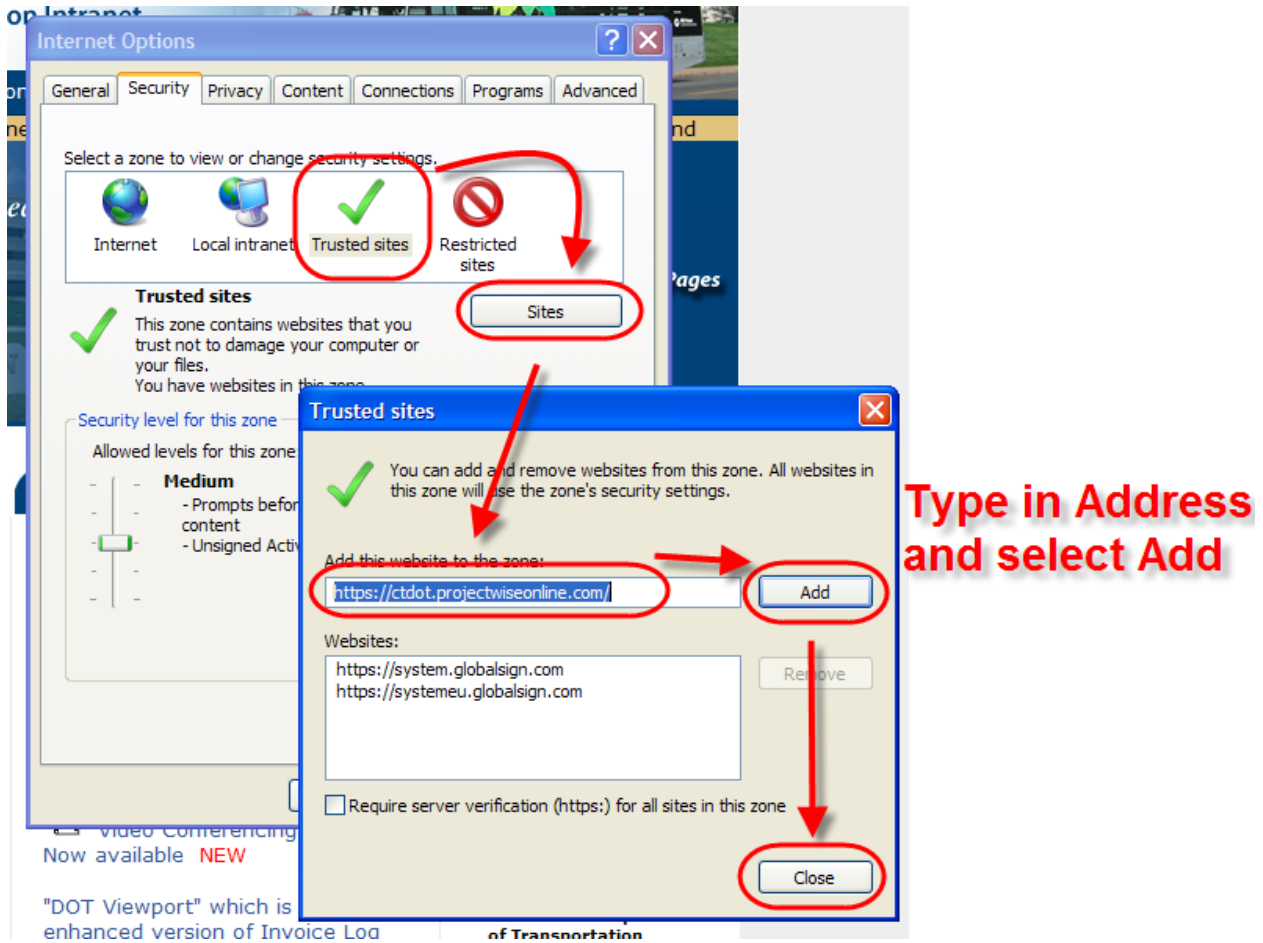 on Intranet
Internet Options
General Security Privacy Content Connections Programs Advanced
nd
Select a zone to view or change security settings.
Internet
Local intranet
Trusted sites
Restricted
sites
Pages
Trusted sites
Sites
This zone contains websites that you
trust not to damage your computer or
your files.
You have websites in this zone.
Security level for this zone
Allowed levels for this zone
Medium
- Prompts befor
content
- Unsigned Activ
Trusted sites
You can add and remove websites from this zone. All websites in
this zone will use the zone's security settings.
Add this website to the zone:
https://ctdot.projectwiseonline.com/
Add
Websites:
https://system.globalsign.com
https://systemeu.globalsign.com
Remove
Require server verification (https:) for all sites in this zone
Close
Type in Address
and select Add
Video Conferencing
Now available NEW
"DOT Viewport" which is
enhanced version of Invoice Log
of Transportation